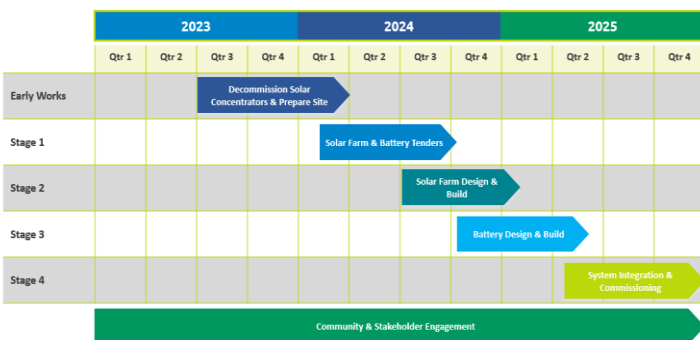 2023 2024 2025
Qtr 1 Qtr 2 Qtr 3 Qtr 4 Qtr 1 Qtr 2 Qtr 3 Qtr 4 Qtr 1 Qtr 2 Qtr 3 Qtr 4
Early Works
Decommission Solar
Concentrators & Prepare Site
Stage 1
Solar Farm & Battery Tenders
Stage 2
Solar Farm Design &
Build
Stage 3
Battery Design & Build
Stage 4
System Integration &
Commissioning
Community & Stakeholder Engagement